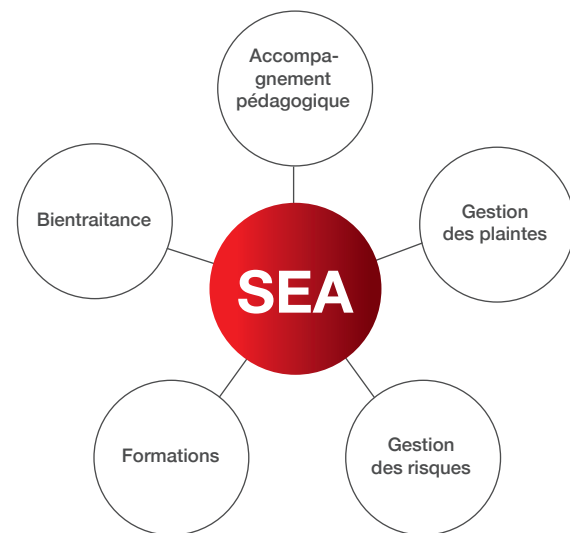 Accompa-
gnement
pédagogique
Bientraitance
Gestion
des plaintes
SEA
Formations
Gestion
des risques